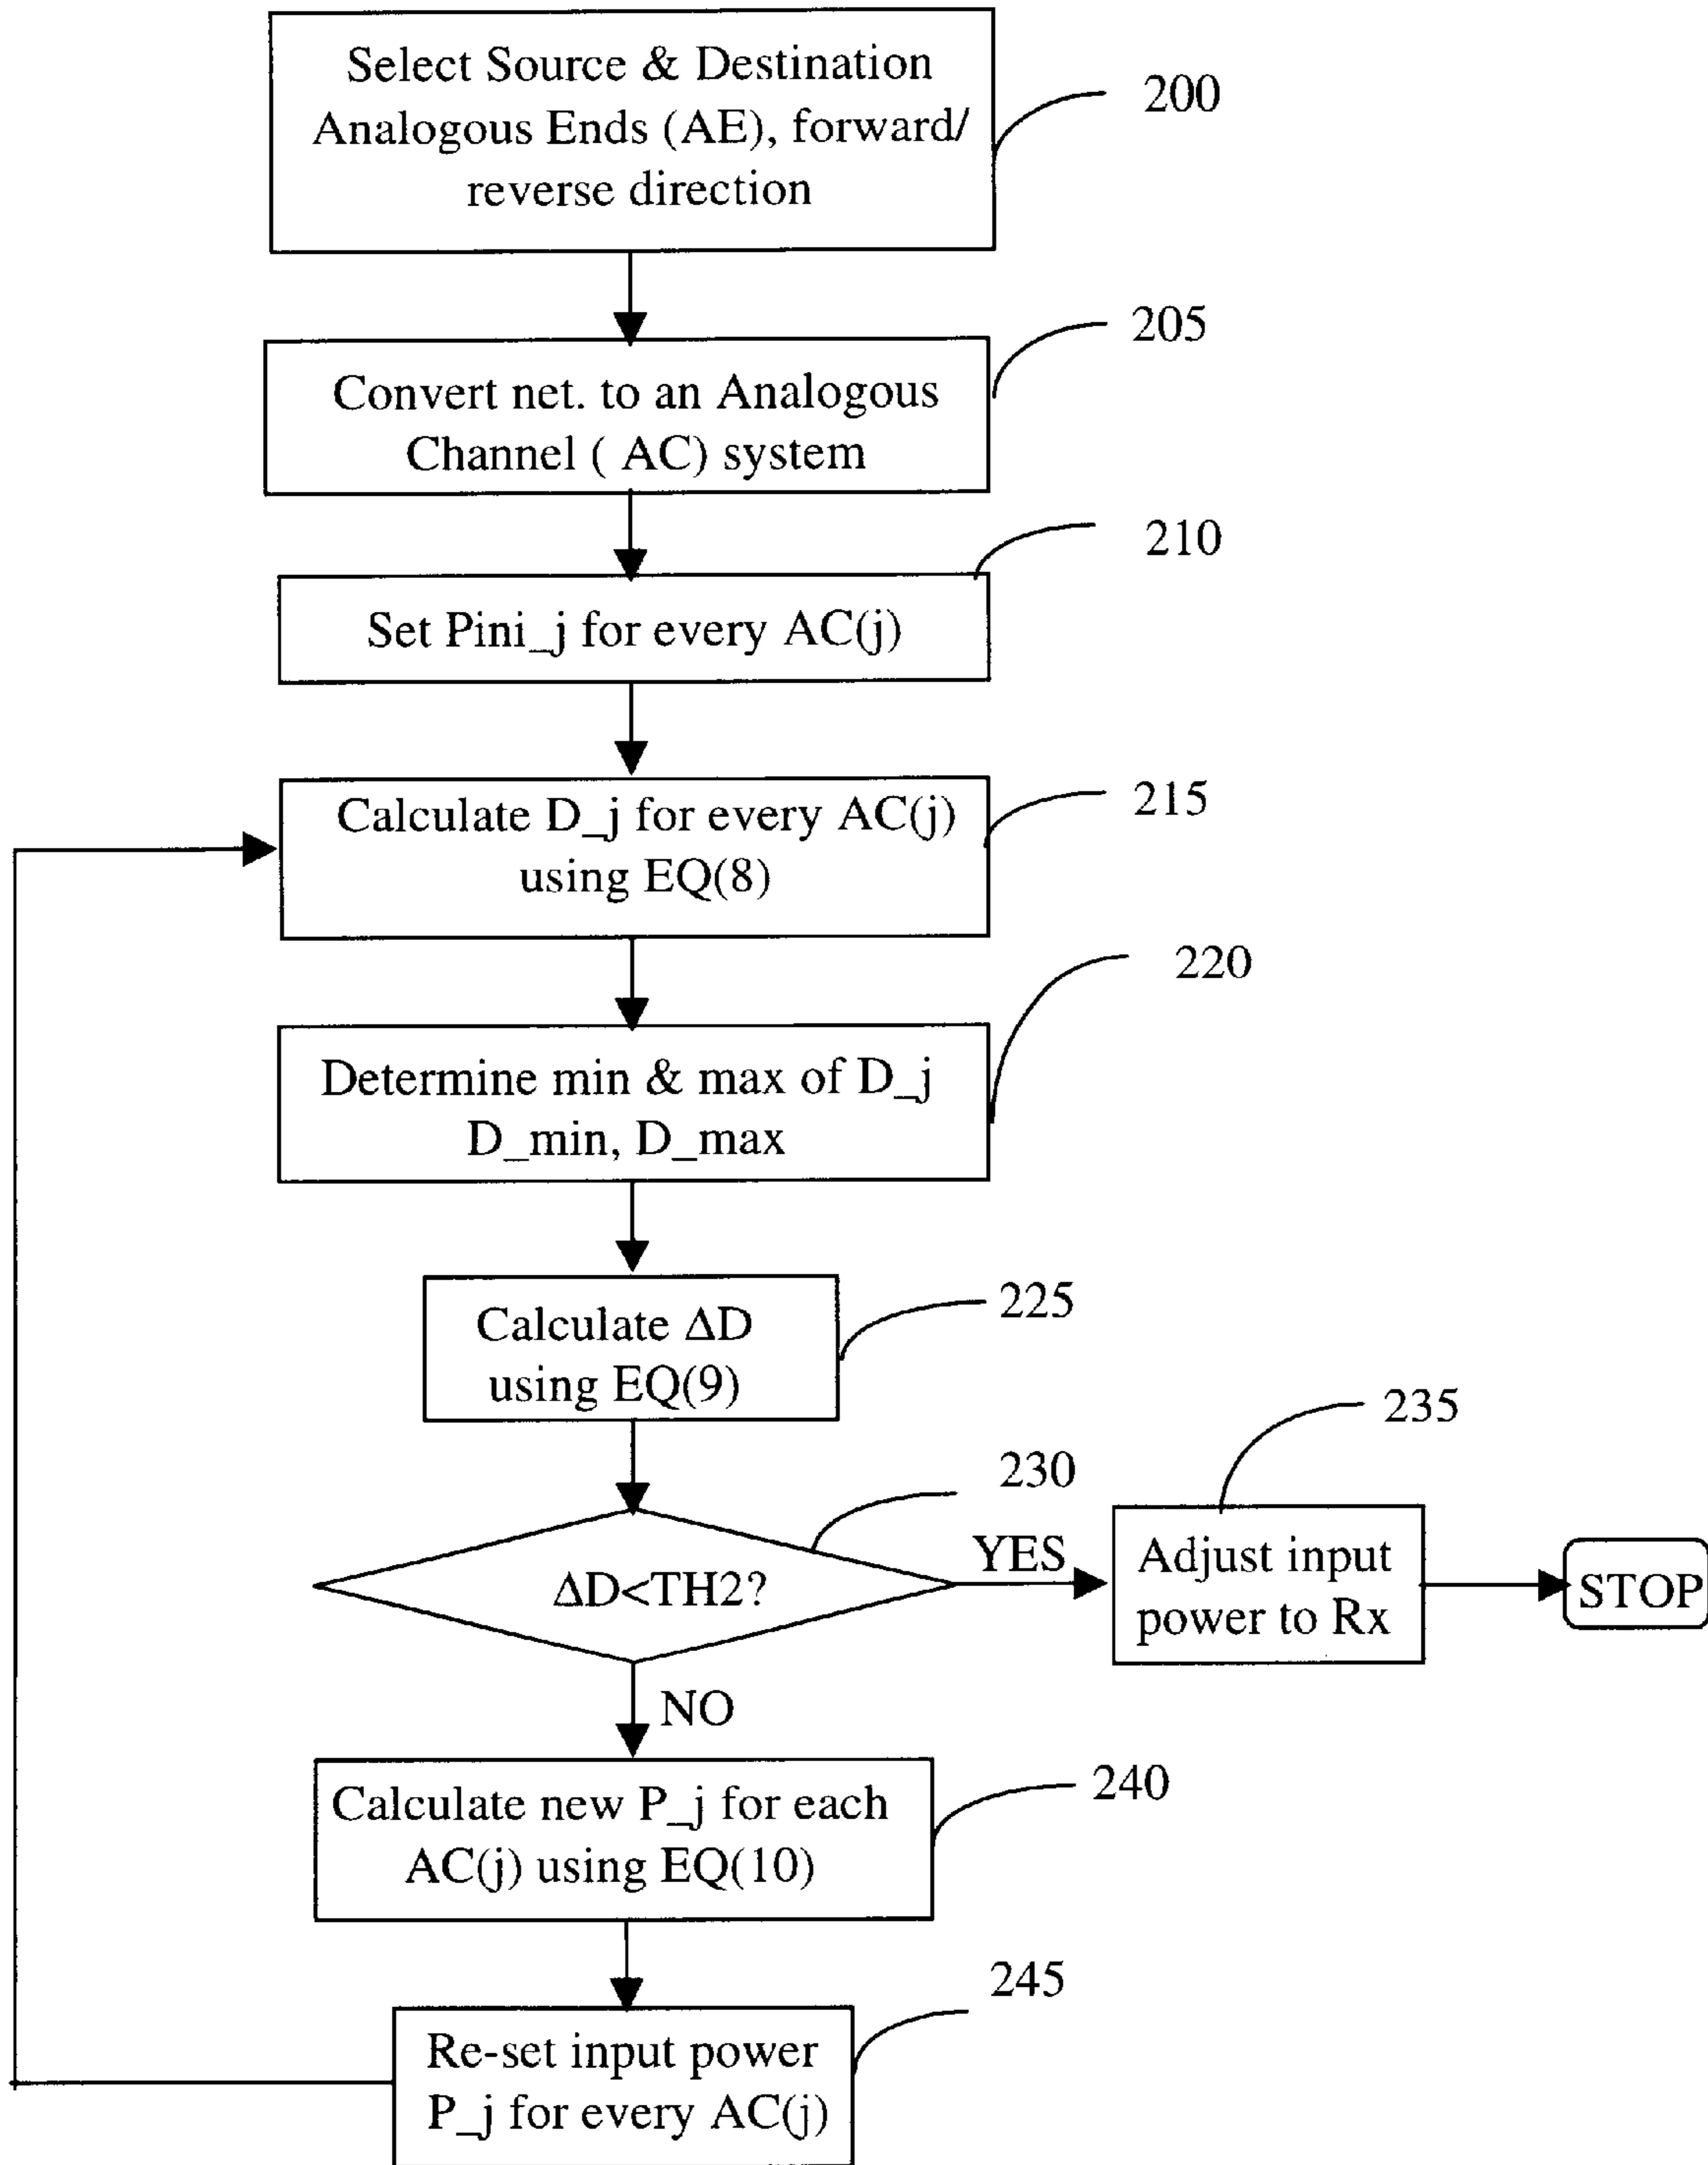 Select Source & Destination
Analogous Ends (AE), forward/
reverse direction
200
Convert net. to an Analogous
Channel ( AC) system
205
Set Pini_j for every AC(j)
210
Calculate D_j for every AC(j)
using EQ(8)
215
Determine min & max of D_j
D_min, D_max
220
Calculate ΔD
using EQ(9)
225
ΔD<TH2?
230
YES
Adjust input
power to Rx
235
STOP
NO
Calculate new P_j for each
AC(j) using EQ(10)
240
Re-set input power
P_j for every AC(j)
245